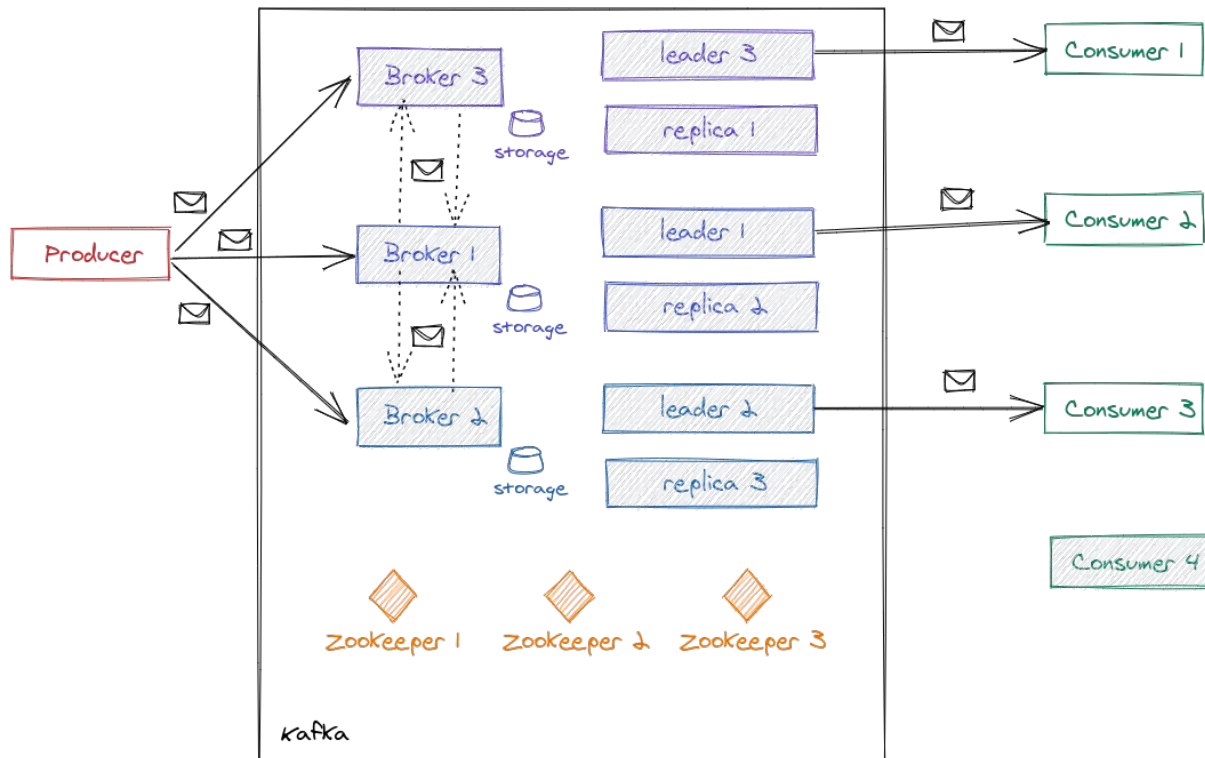 Broker 3
leader 3
Consumer 1
replica 1
storage
Producer
Broker 1
leader 1
Consumer 2
replica 2
storage
Broker 2
leader 2
Consumer 3
replica 3
storage
Consumer 4
Zookeeper 1
Zookeeper 2
Zookeeper 3
Kafka